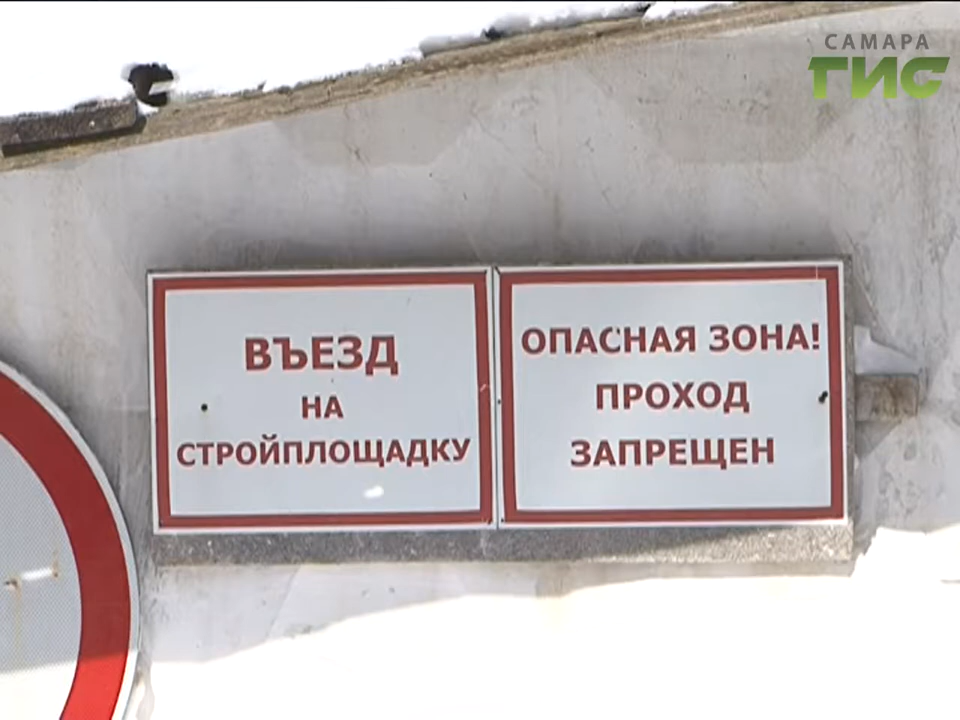 САМАРА
ГИС
ВЪЕЗД
НА
СТРОЙПЛОЩАДКУ
ОПАСНАЯ ЗОНА!
ПРОХОД
ЗАПРЕЩЕН